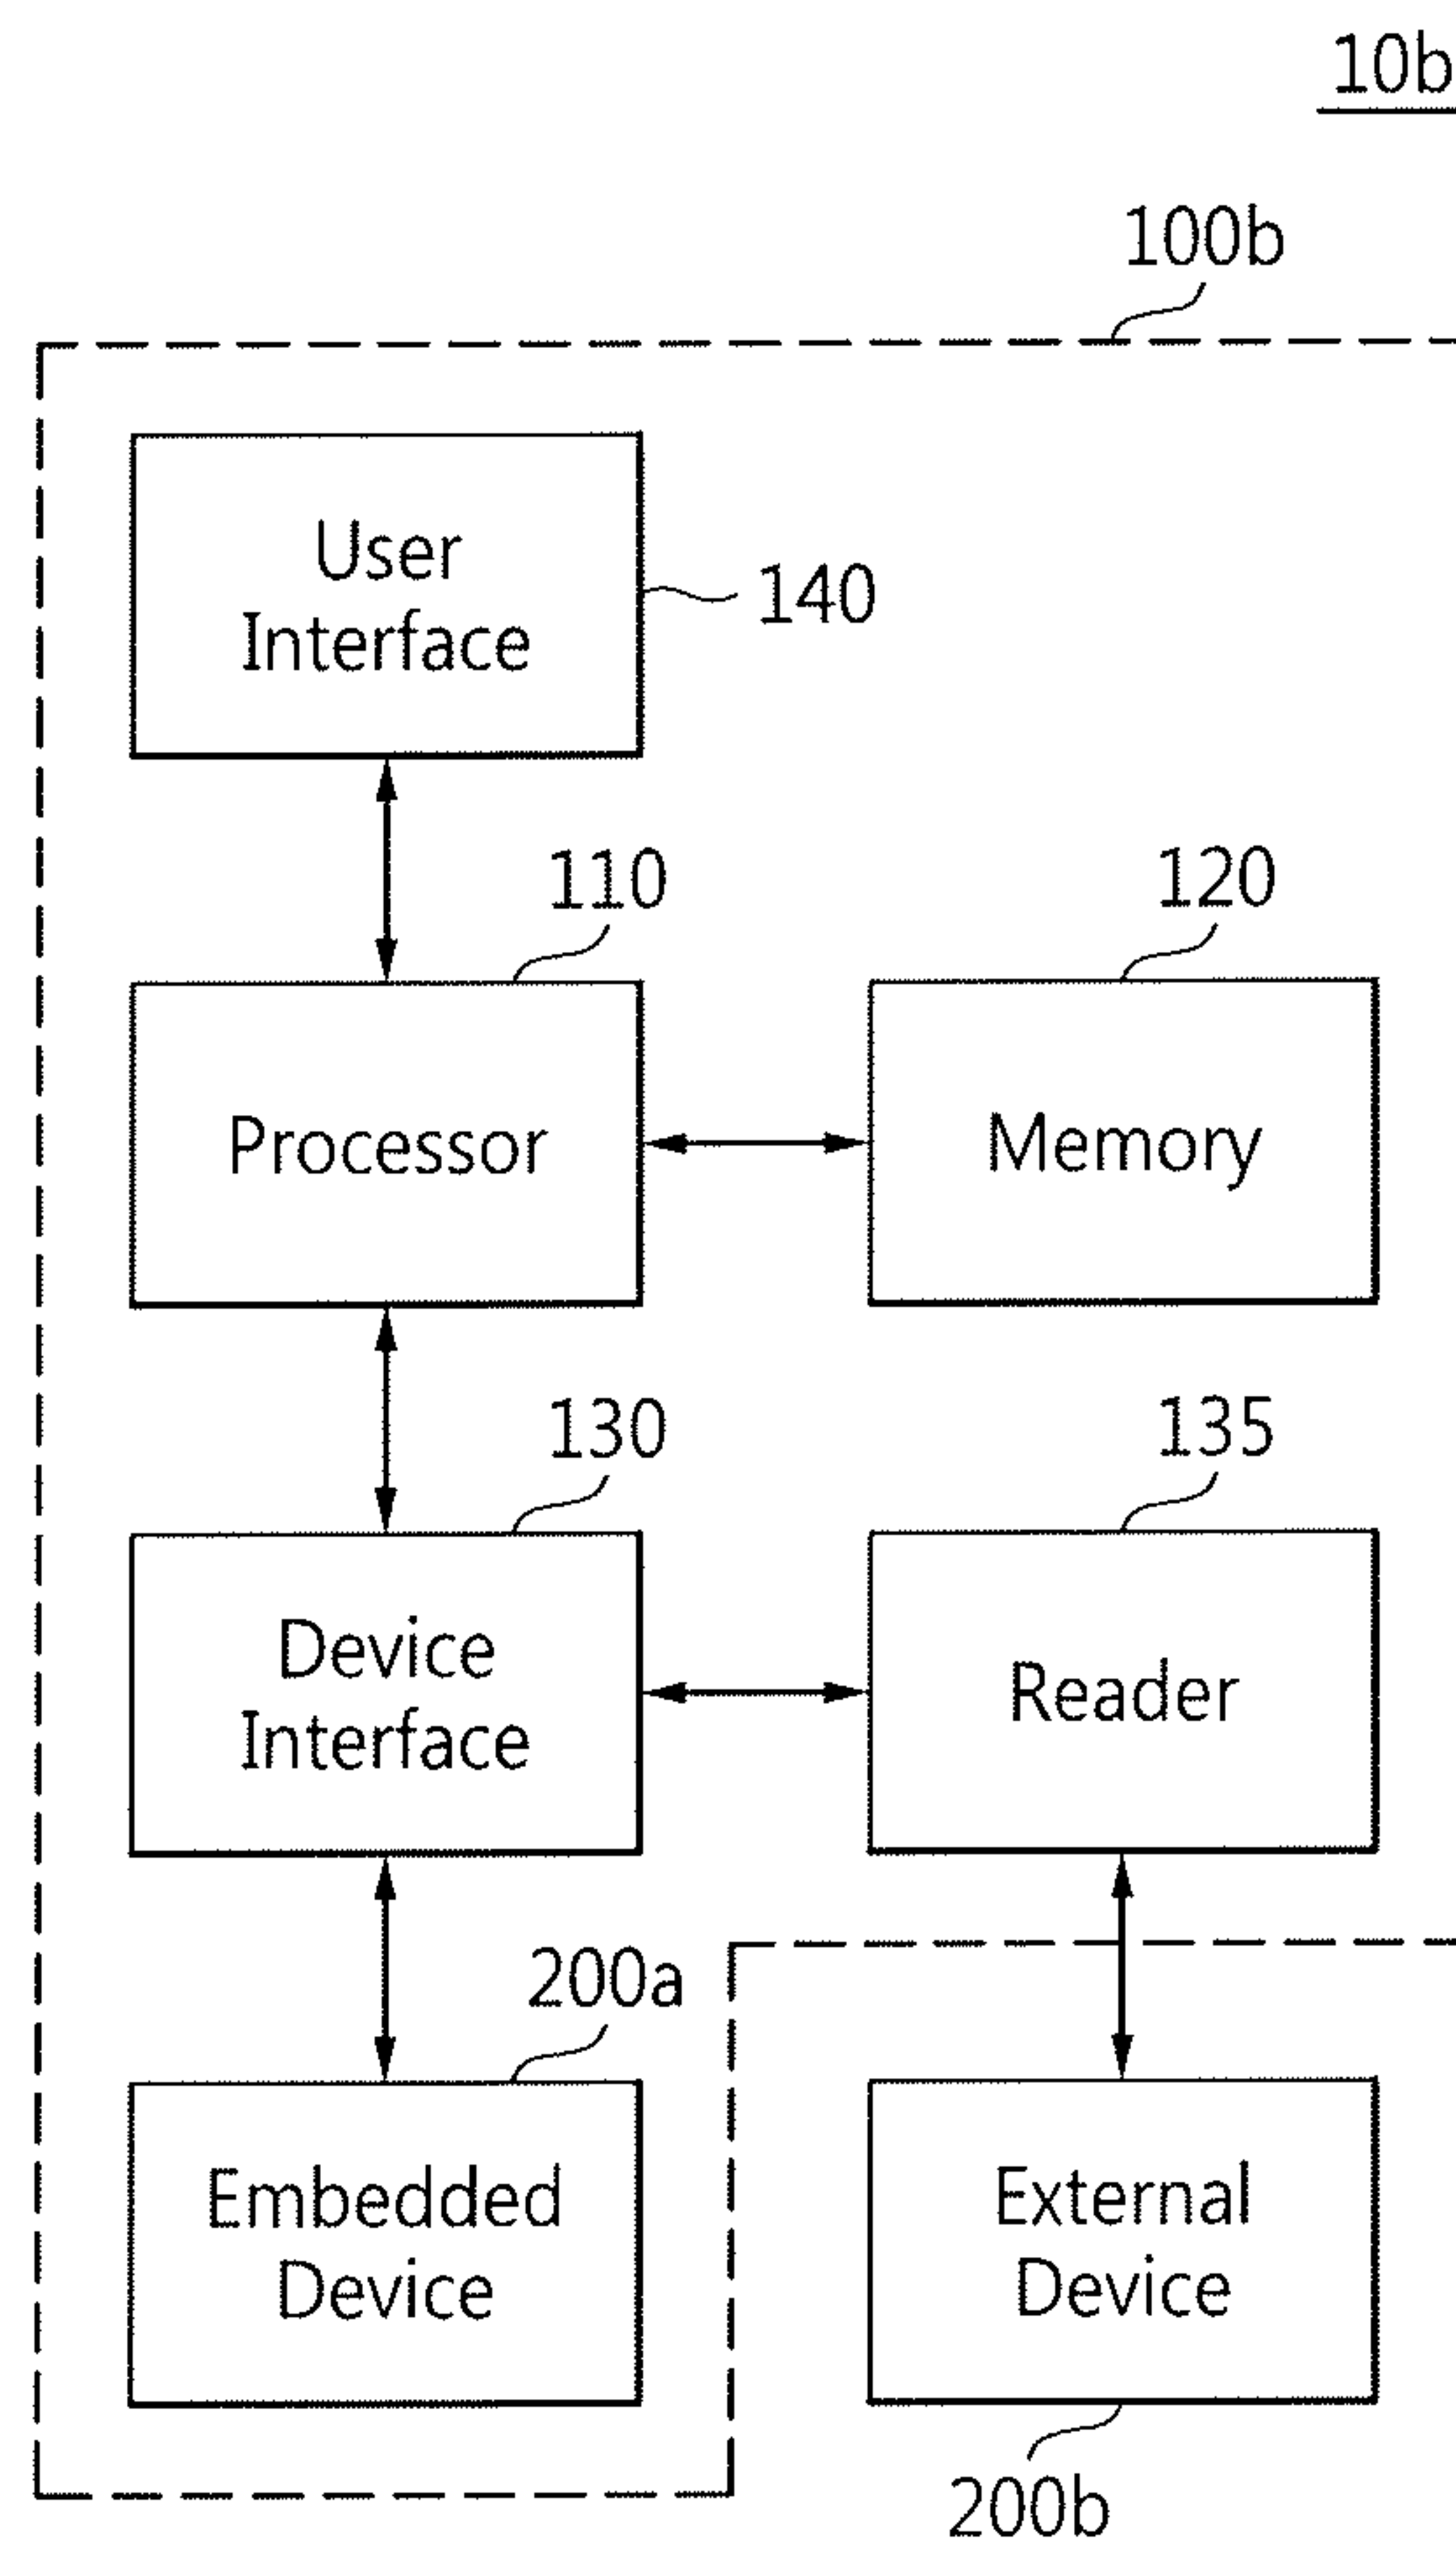 10b
100b
User
Interface
140
110
120
Processor
Memory
130
135
Device
Interface
Reader
200a
Embedded
Device
External
Device
200b